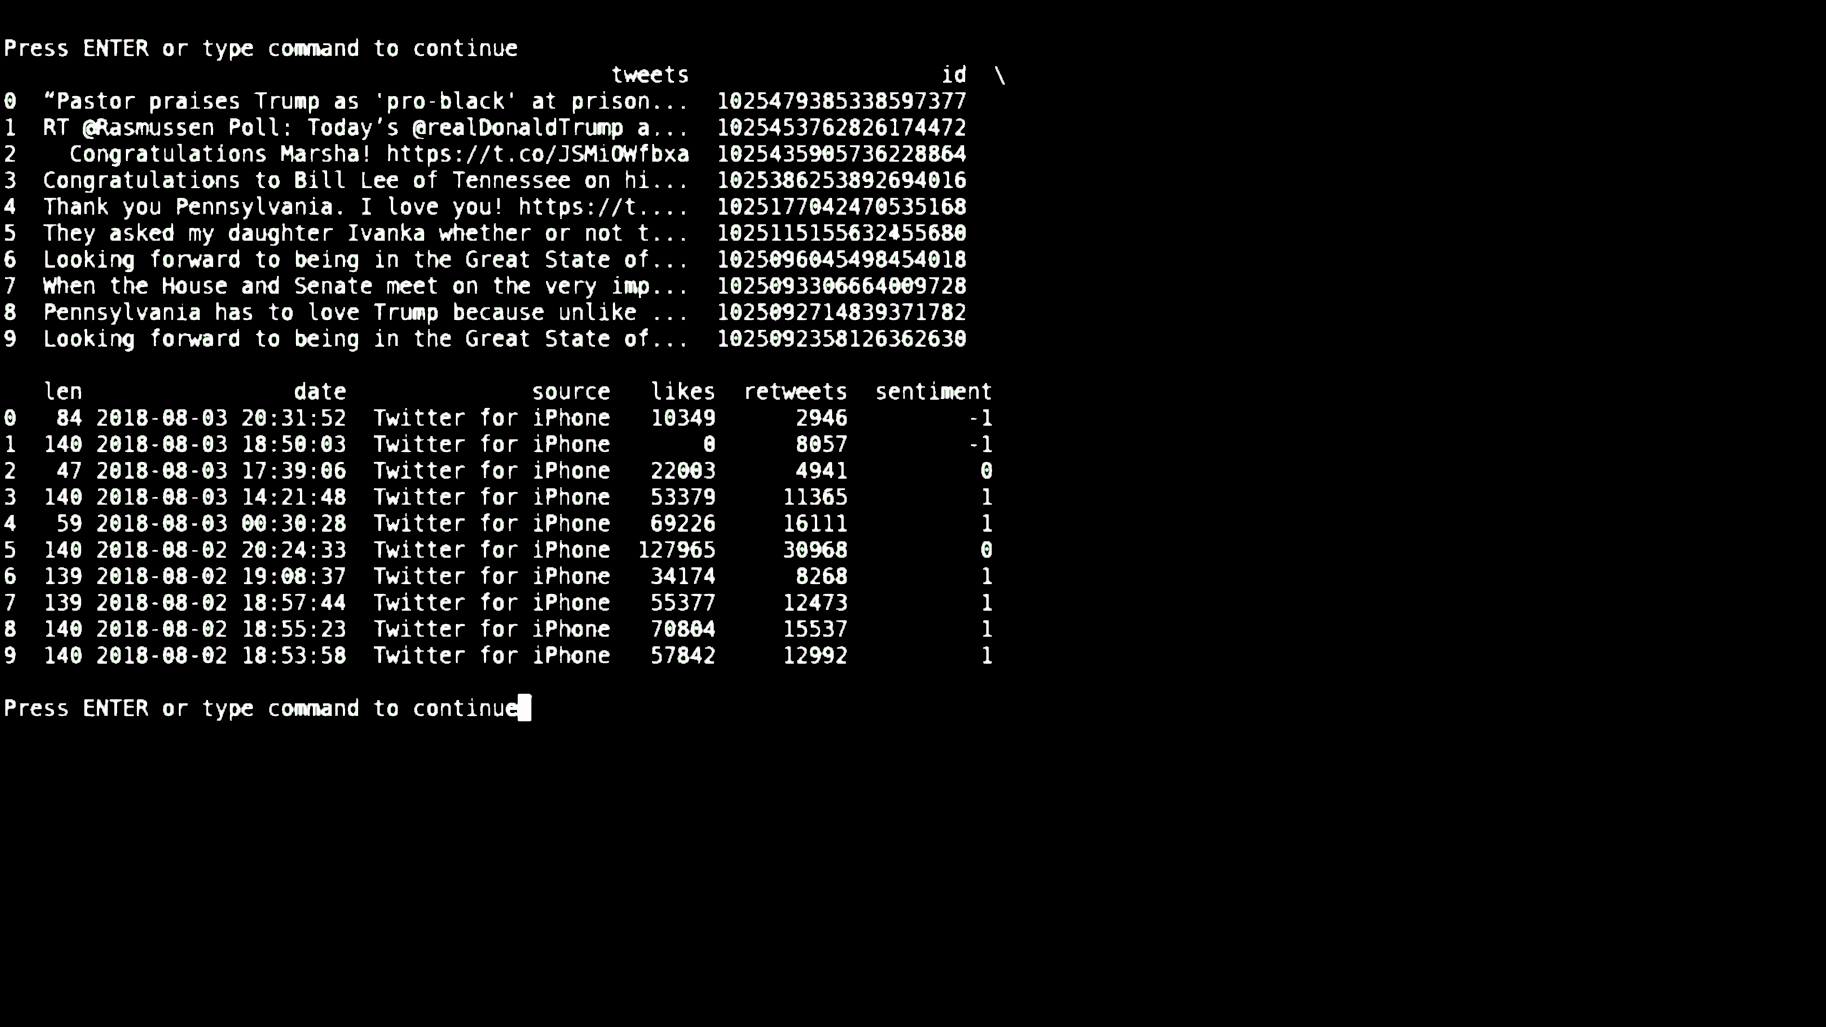 Press ENTER or type command to continue
tweets id \
0 “Pastor praises Trump as 'pro-black' at prison... 1025479385338597377
1 RT @Rasmussen Poll: Today’s @realDonaldTrump a... 1025453762826174472
2 Congratulations Marsha! https://t.co/JSMiOWfbxa 1025435905736228864
3 Congratulations to Bill Lee of Tennessee on hi... 1025386253892694016
4 Thank you Pennsylvania. I love you! https://t.... 1025177042470535168
5 They asked my daughter Ivanka whether or not t... 1025115155632455680
6 Looking forward to being in the Great State of... 1025096045498454018
7 When the House and Senate meet on the very imp... 1025093306664009728
8 Pennsylvania has to love Trump because unlike ... 1025092714839371782
9 Looking forward to being in the Great State of... 1025092358126362630
len date source likes retweets sentiment
0 84 2018-08-03 20:31:52 Twitter for iPhone 10349 2946 -1
1 140 2018-08-03 18:50:03 Twitter for iPhone 0 8057 -1
2 47 2018-08-03 17:39:06 Twitter for iPhone 22003 4941 0
3 140 2018-08-03 14:21:48 Twitter for iPhone 53379 11365 1
4 59 2018-08-03 00:30:28 Twitter for iPhone 69226 16111 1
5 140 2018-08-02 20:24:33 Twitter for iPhone 127965 30968 0
6 139 2018-08-02 19:08:37 Twitter for iPhone 34174 8268 1
7 139 2018-08-02 18:57:44 Twitter for iPhone 55377 12473 1
8 140 2018-08-02 18:55:23 Twitter for iPhone 70804 15537 1
9 140 2018-08-02 18:53:58 Twitter for iPhone 57842 12992 1
Press ENTER or type command to continue